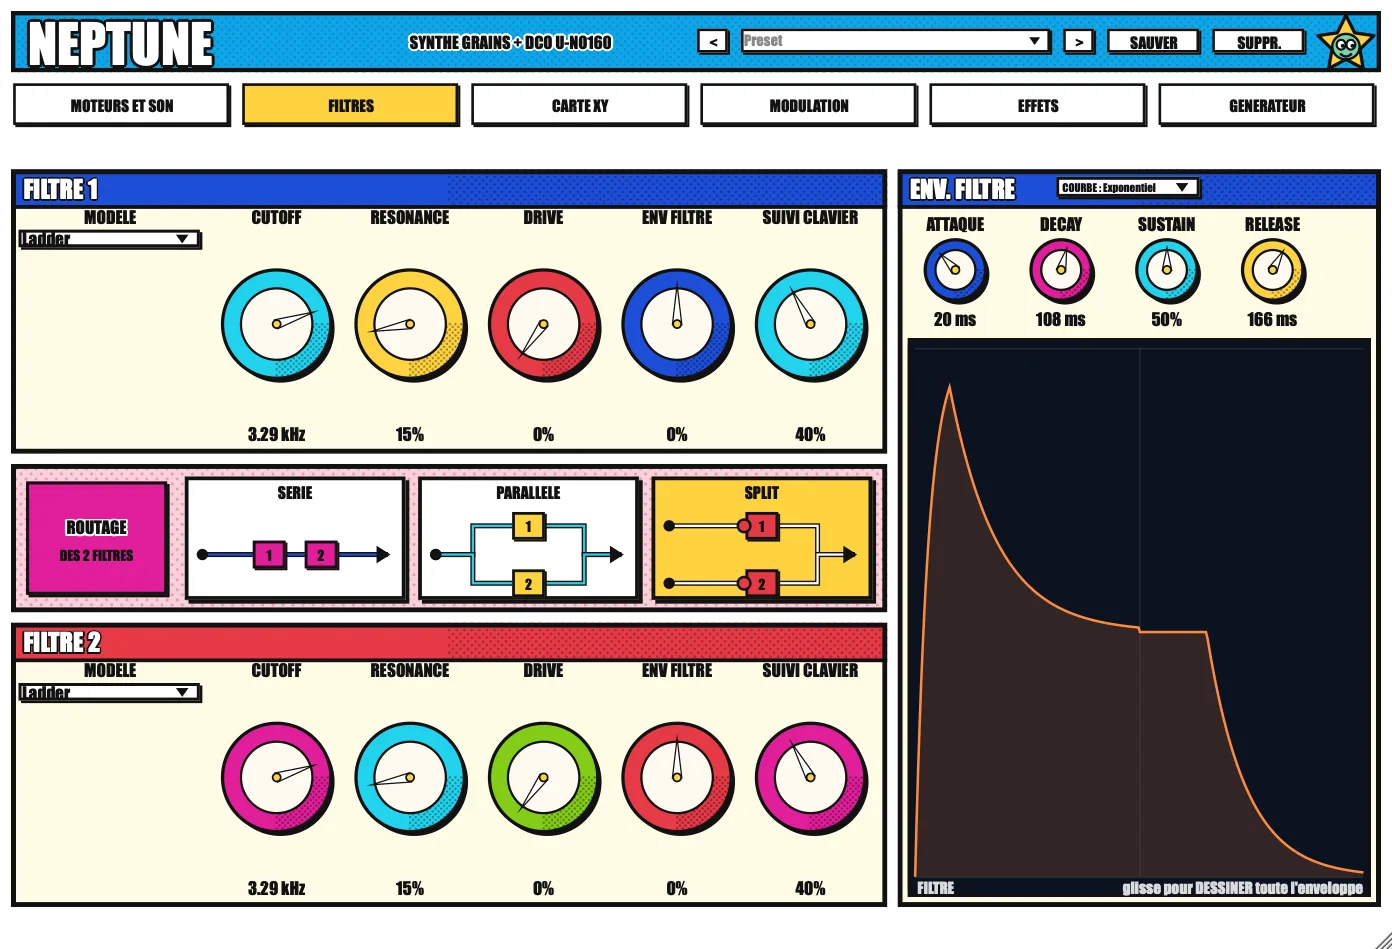 NEPTUNE
SYNTHE GRAINS + DCO U-NO160
< Preset > SAUVER SUPPR.
MOTEURS ET SON FILTRES CARTE XY MODULATION EFFETS GENERATEUR
FILTRE 1
MODELE CUTOFF RESONANCE DRIVE ENV FILTRE SUIVI CLAVIER
Ladder
3.29 kHz 15% 0% 0% 40%
ROUTAGE
DES 2 FILTRES
SERIE
1 2
PARALLELE
1
2
SPLIT
1
2
FILTRE 2
MODELE CUTOFF RESONANCE DRIVE ENV FILTRE SUIVI CLAVIER
Ladder
3.29 kHz 15% 0% 0% 40%
ENV. FILTRE
COURBE : Exponentiel
ATTAQUE DECAY SUSTAIN RELEASE
20 ms 108 ms 50% 166 ms
FILTRE glisse pour DESSINER toute l'enveloppe